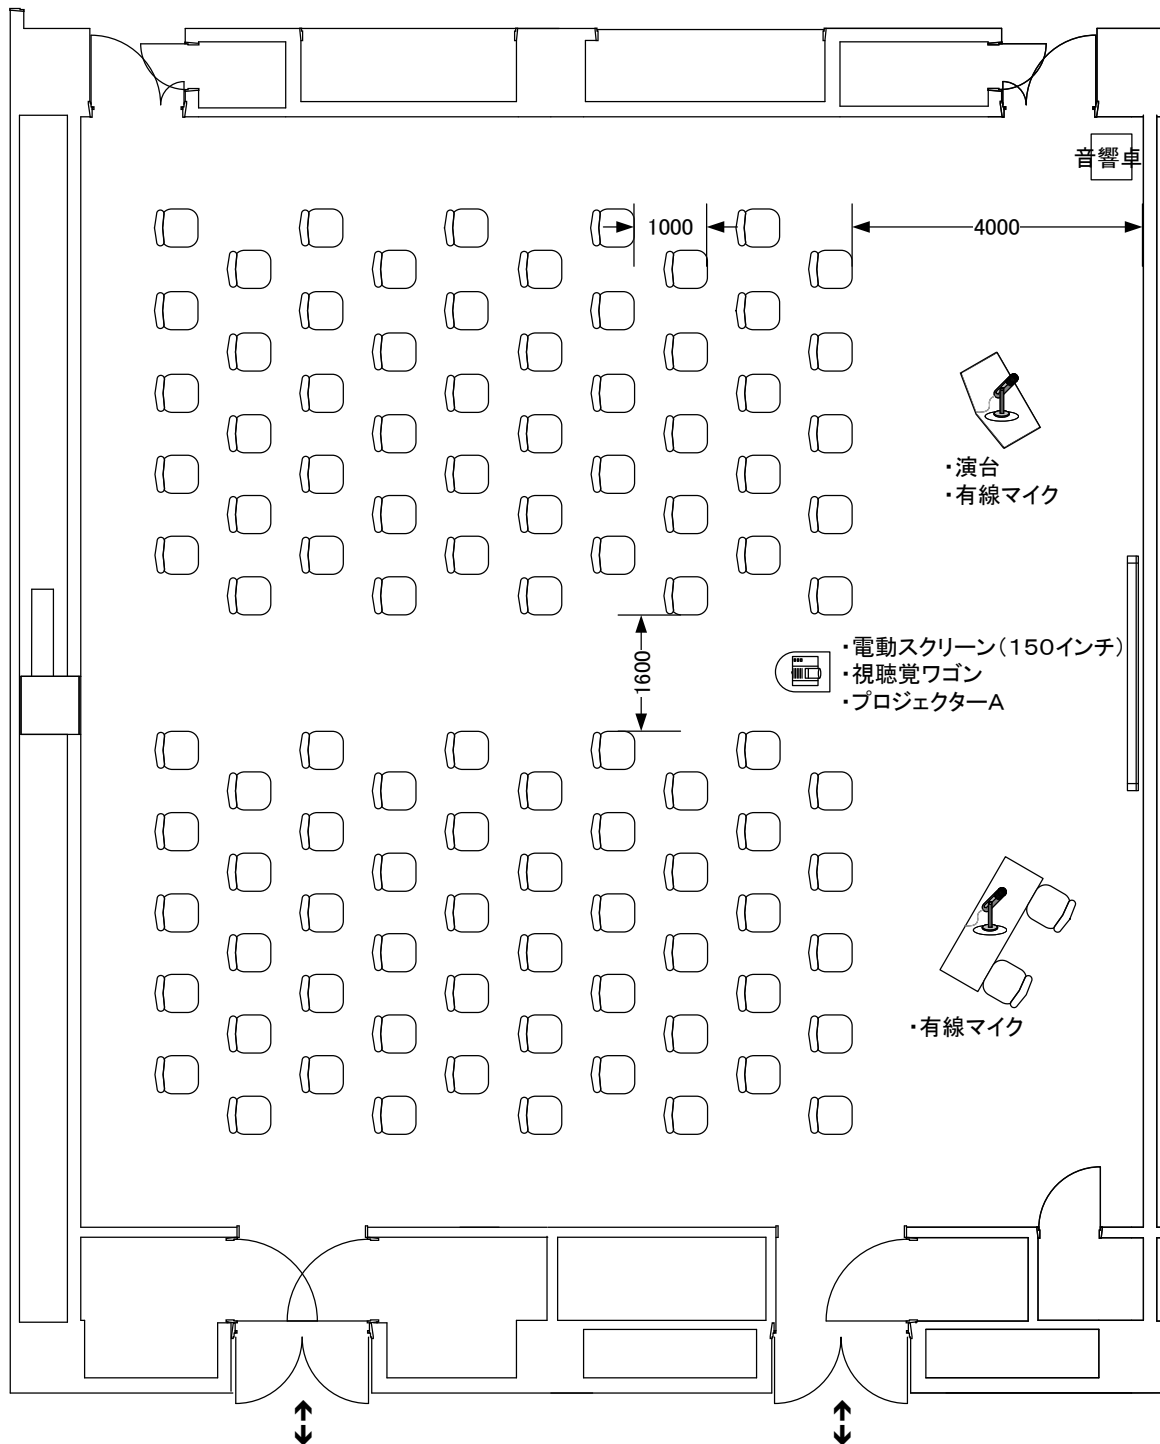 音響卓
1000
4000
・演台
・有線マイク
1600
・電動スクリーン（150インチ）
・視聴覚ワゴン
・プロジェクターA
・有線マイク